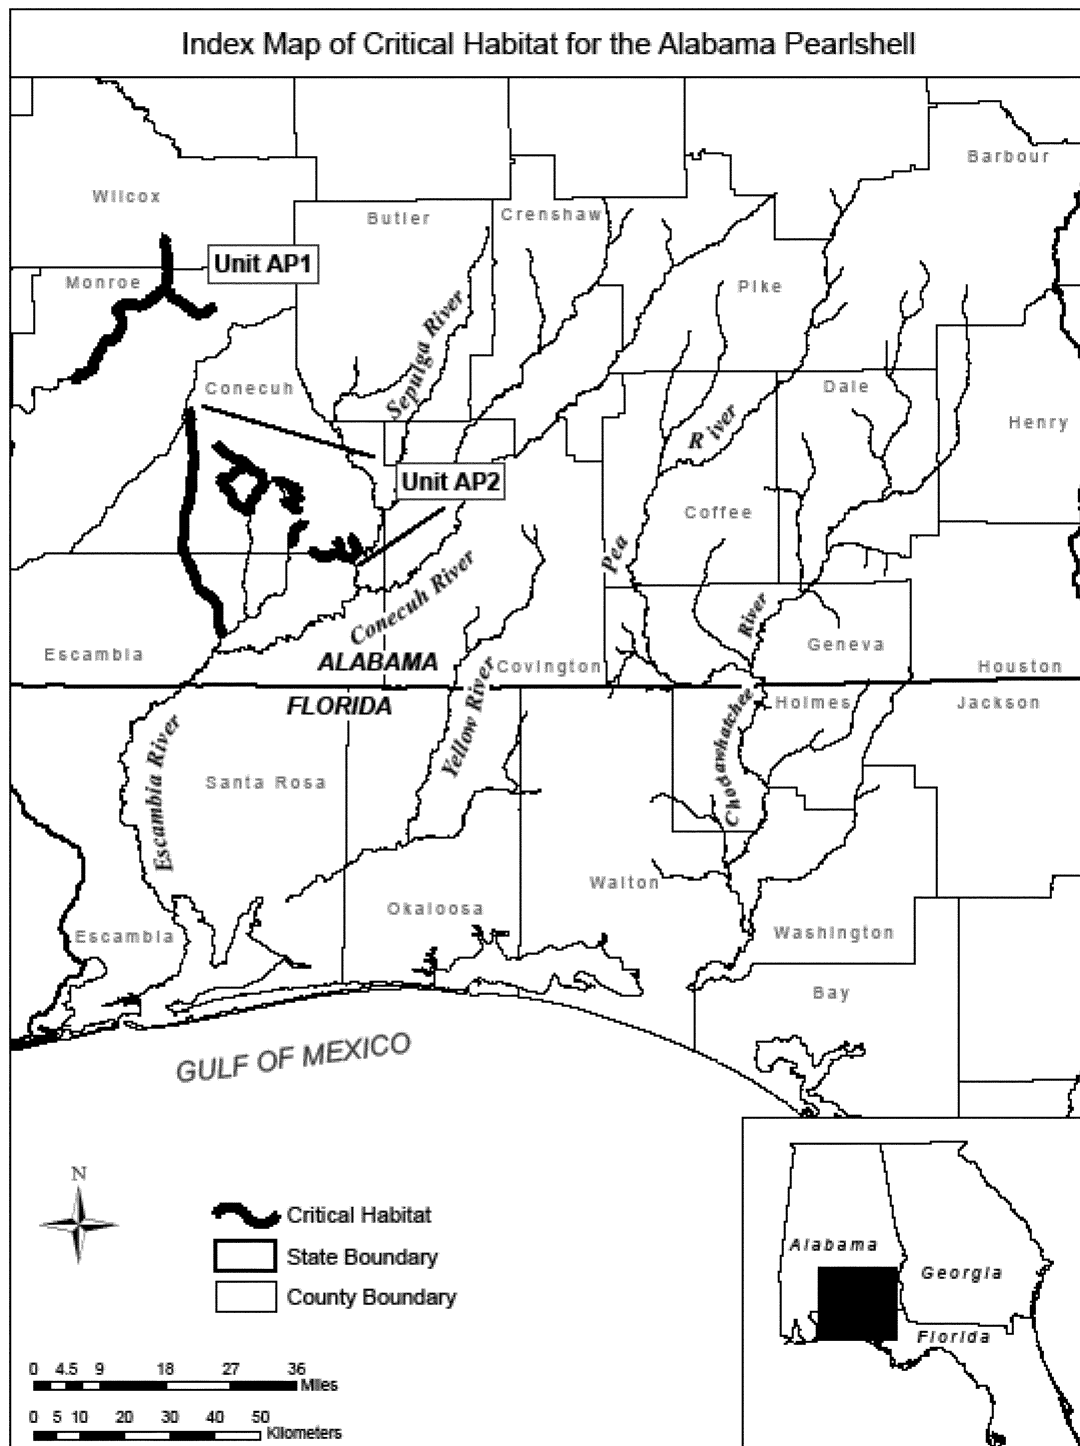 Index Map of Critical Habitat for the Alabama Pearlshell
Barbour
Wilcox
Butler
Crenshaw
Unit AP1
Monroe
Pike
Sepulga River
Conecuh
Dale
River
Henry
Unit AP2
Coffee
Pea
Conecuh River
River
Geneva
Escambia
ALABAMA
Covington
Houston
FLORIDA
Holmes
Jackson
Yellow River
Choctawhatchee
Escambia River
Santa Rosa
Walton
Okaloosa
Escambia
Washington
Bay
GULF OF MEXICO
N
Critical Habitat
State Boundary
County Boundary
Alabama
Georgia
Florida
0 4.5 9 18 27 36
Miles
0 5 10 20 30 40 50
Kilometers